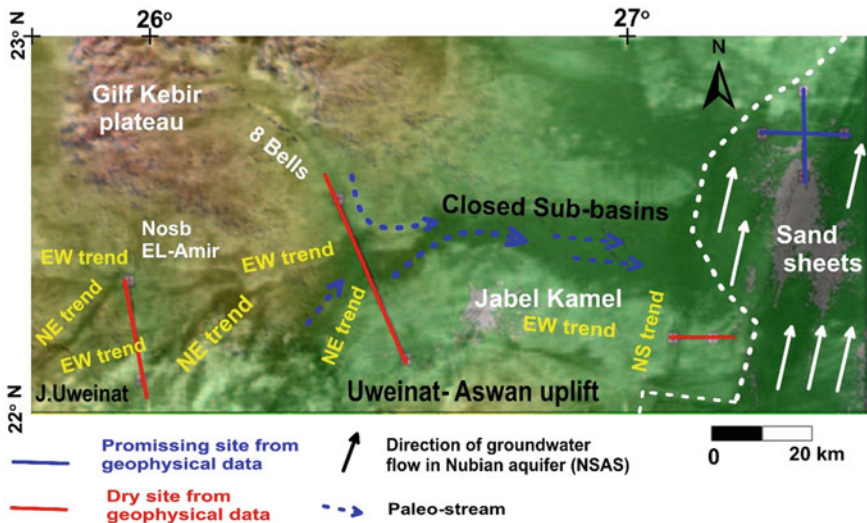 26°
27°
23° N
N
Gilf Kebir
plateau
8 Bells
Closed Sub-basins
Nosb
EL-Amir
EW trend
EW trend
Sand
sheets
NE trend
EW trend
NE trend
NE trend
Jabel Kamel
EW trend
NS trend
J.Uweinat
Uweinat- Aswan uplift
22° N
Promissing site from
geophysical data
Direction of groundwater
flow in Nubian aquifer (NSAS)
0 20 km
Dry site from
geophysical data
Paleo-stream